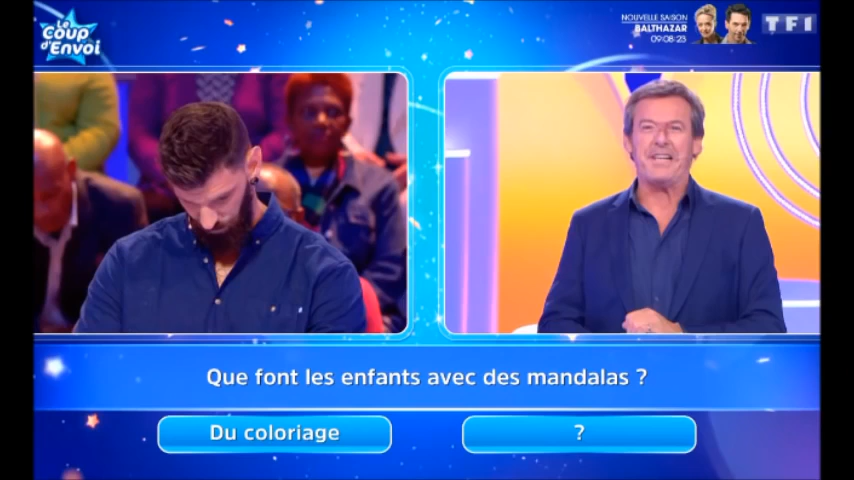 Le
Coup
d'Envoi
NOUVELLE SAISON
BALTHAZAR
09:08:23
TF1
Que font les enfants avec des mandalas ?
Du coloriage
?